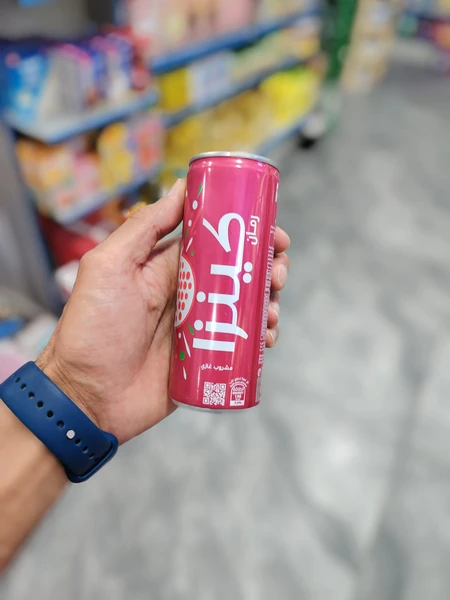 رمان
كينزا
مشروب غازي